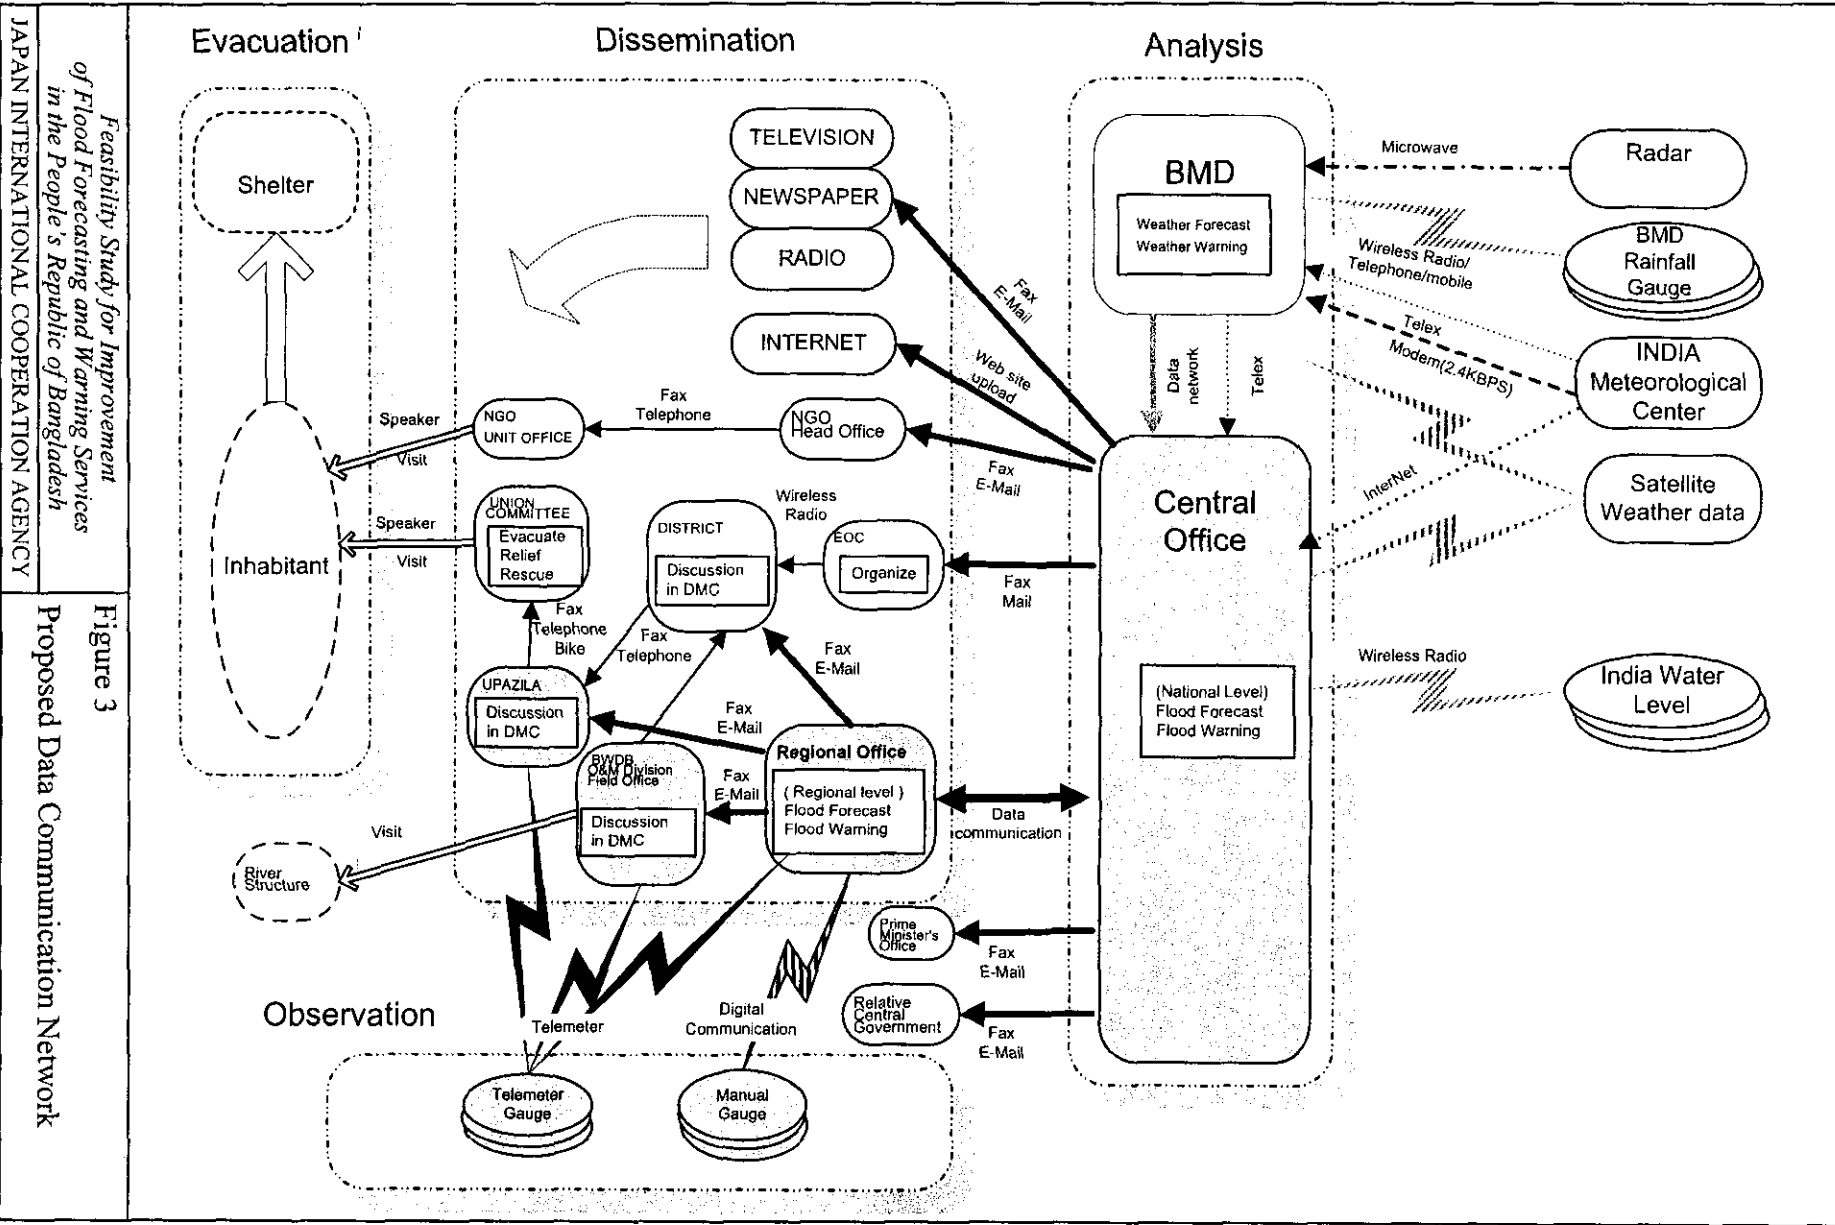 Evacuation
Dissemination
Analysis
Shelter
Inhabitant
TELEVISION
NEWSPAPER
RADIO
INTERNET
Fax
E-Mail
Web site
upload
BMD
Weather Forecast
Weather Warning
Microwave
Radar
BMD
Rainfall
Gauge
Wireless Radio/
Telephone/mobile
Telex
Modem(2.4KBPS)
INDIA
Meteorological
Center
InterNet
Satellite
Weather data
Data
network
Telex
Speaker
Visit
NGO
UNIT OFFICE
Fax
Telephone
NGO
Head Office
Fax
E-Mail
Central
Office
Speaker
Visit
UNION
COMMITTEE
Evacuate
Relief
Rescue
DISTRICT
Discussion
in DMC
Wireless
Radio
EOC
Organize
Fax
Mail
Fax
Telephone
Bike
Fax
Telephone
Fax
E-Mail
UPAZILA
Discussion
in DMC
Fax
E-Mail
Wireless Radio
India Water
Level
(National Level)
Flood Forecast
Flood Warning
BWDB
O&M Division
Field Office
Discussion
in DMC
Fax
E-Mail
Regional Office
( Regional level )
Flood Forecast
Flood Warning
Data
communication
Visit
River
Structure
Prime
Minister's
Office
Fax
E-Mail
Relative
Central
Government
Fax
E-Mail
Observation
Telemeter
Digital
Communication
Telemeter
Gauge
Manual
Gauge
Feasibility Study for Improvement
of Flood Forecasting and Warning Services
in the People's Republic of Bangladesh
JAPAN INTERNATIONAL COOPERATION AGENCY
Figure 3
Proposed Data Communication Network